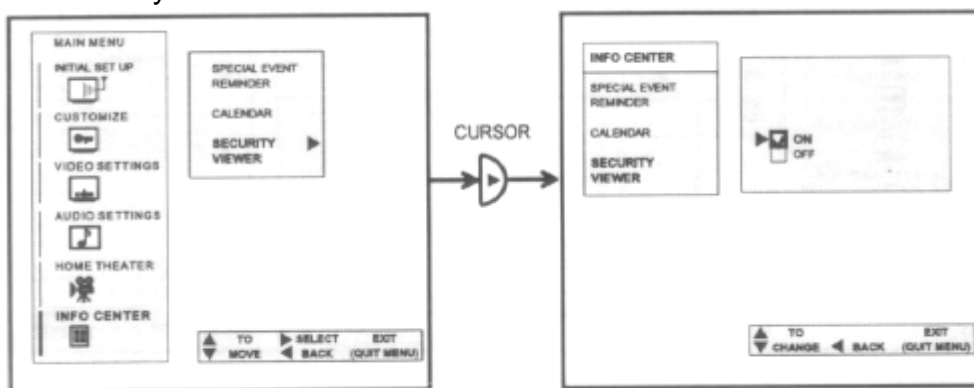 MAIN MENU
INITIAL SET UP
CUSTOMIZE
VIDEO SETTINGS
AUDIO SETTINGS
HOME THEATER
INFO CENTER
SPECIAL EVENT
REMINDER
CALENDAR
SECURITY
VIEWER
TO SELECT EXIT
MOVE BACK (QUIT MENU)
CURSOR
INFO CENTER
SPECIAL EVENT
REMINDER
CALENDAR
SECURITY
VIEWER
ON
OFF
TO EXIT
CHANGE BACK (QUIT MENU)